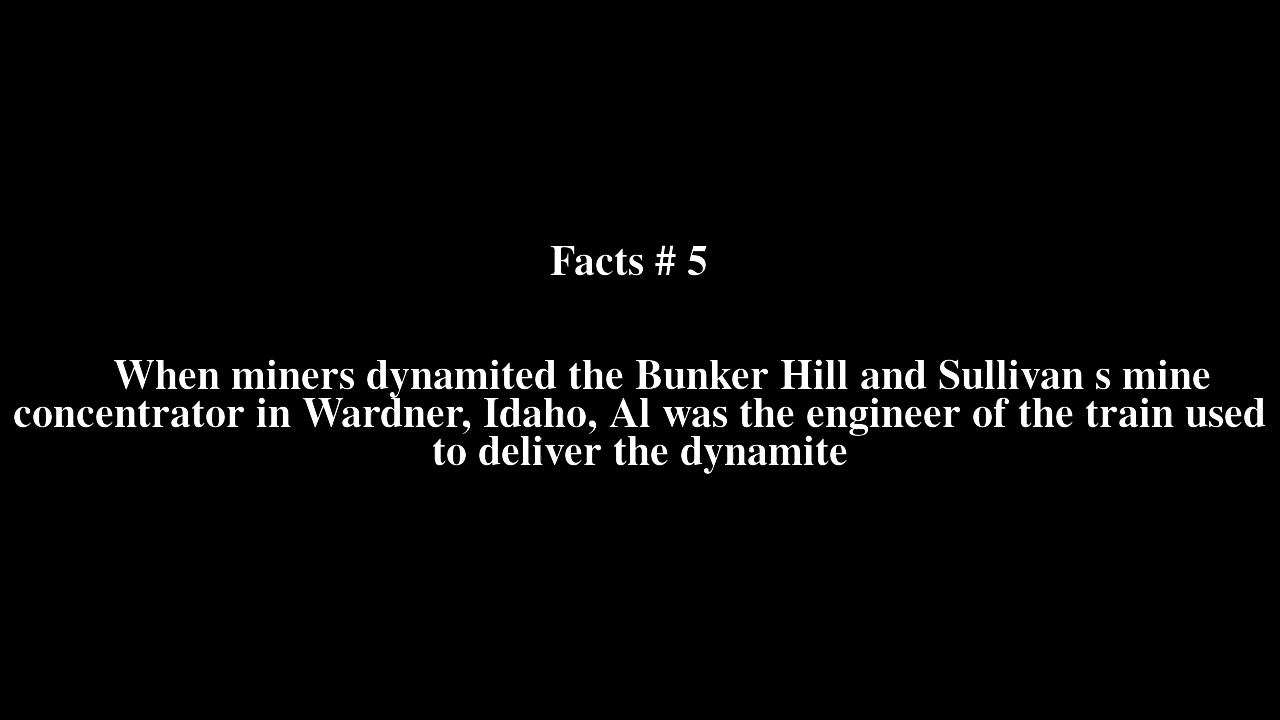 Facts # 5
When miners dynamited the Bunker Hill and Sullivan s mine
concentrator in Wardner, Idaho, Al was the engineer of the train used
to deliver the dynamite